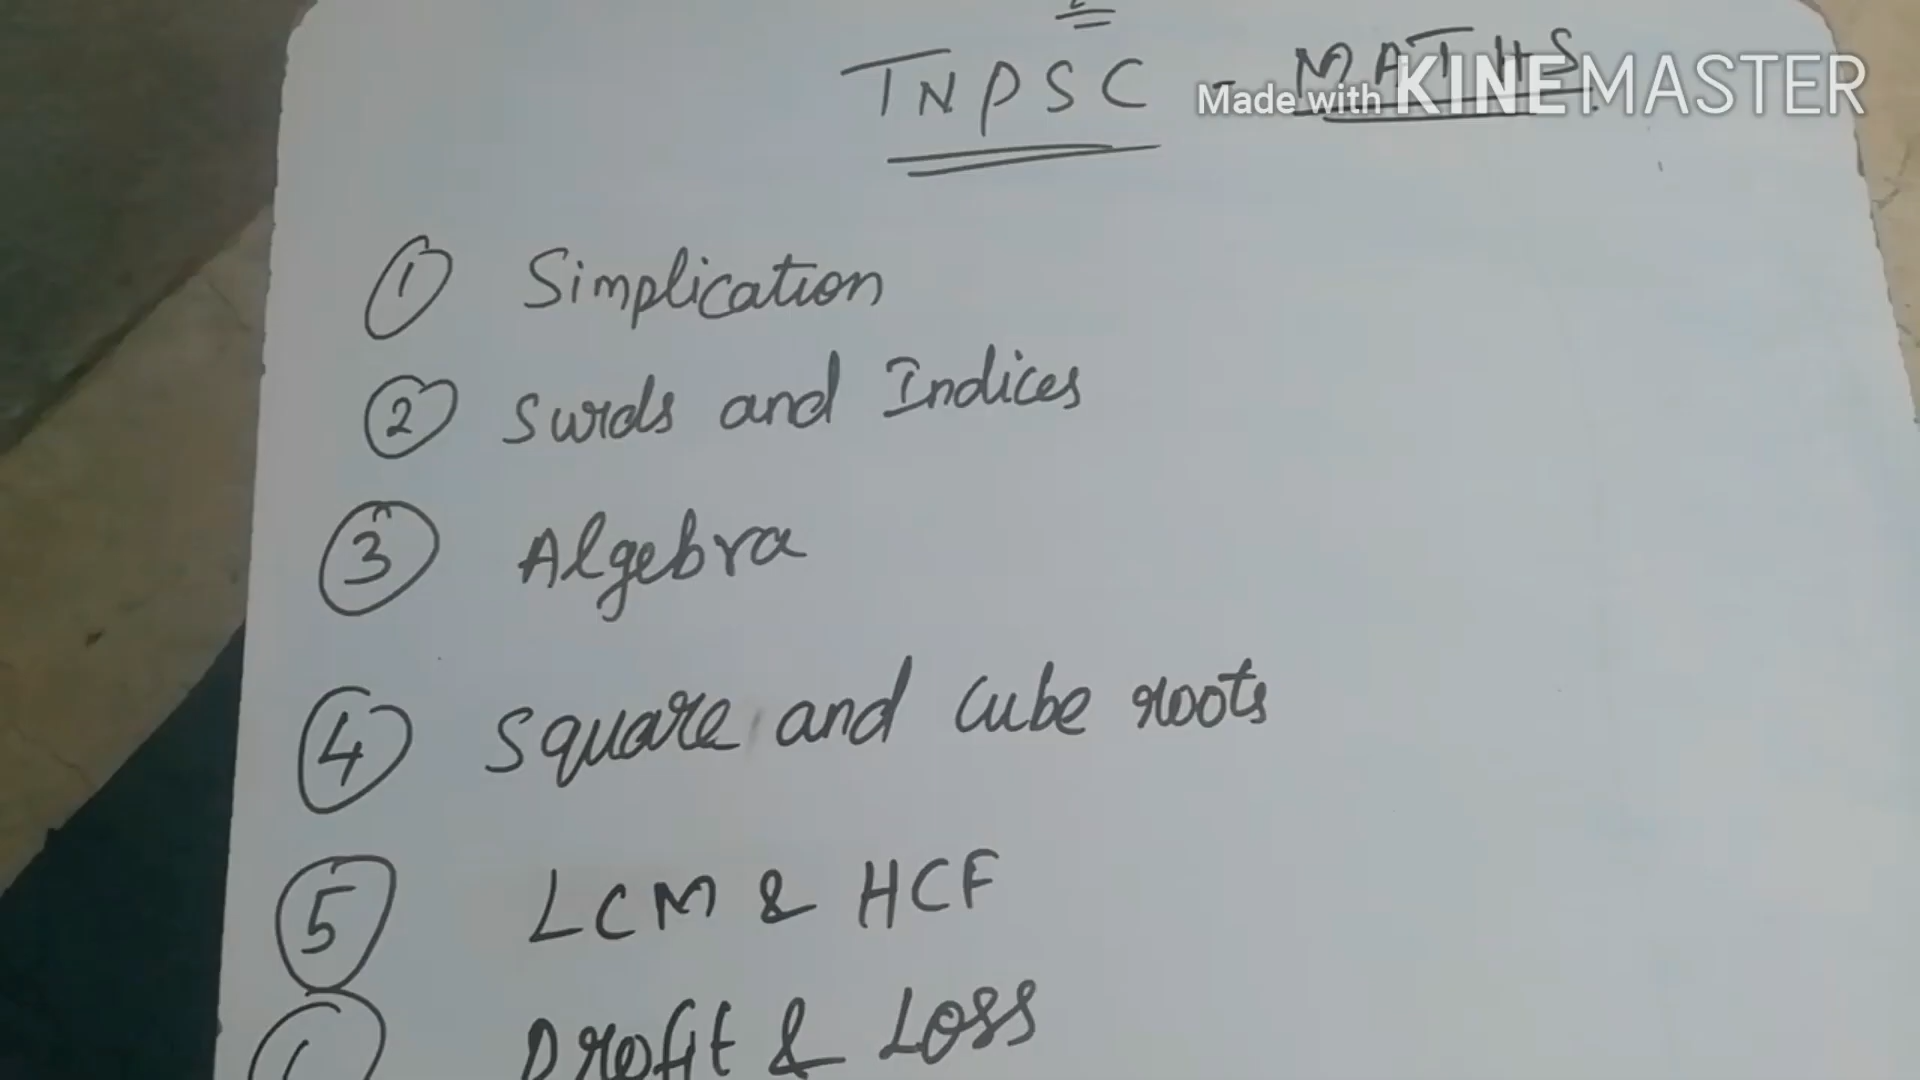 TNPSC - MATHS
Made with KINEMASTER
1 Simplication
2 Surds and Indices
3 Algebra
4 Square and Cube roots
5 LCM & HCF
Profit & Loss